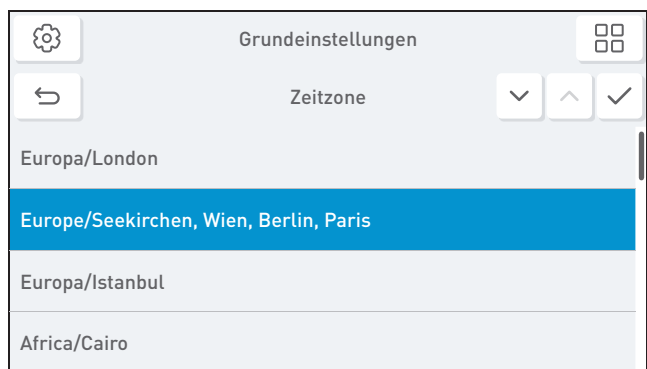 Grundeinstellungen
Zeitzone
Europa/London
Europe/Seekirchen, Wien, Berlin, Paris
Europa/Istanbul
Africa/Cairo